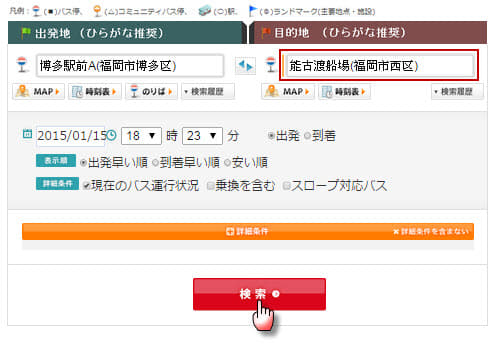 凡例：(■)バス停、(△)コミュニティバス停、(○)駅、(※)ランドマーク(主要地点・施設)
出発地 （ひらがな推奨） 目的地 （ひらがな推奨）
博多駅前A(福岡市博多区) 能古渡船場(福岡市西区)
MAP 時刻表 のりば 検索履歴 MAP 時刻表 検索履歴
2015/01/15 18 時 23 分 出発 到着
表示順 出発早い順 到着早い順 安い順
詳細条件 現在のバス運行状況 乗換を含む スロープ対応バス
詳細条件 ×詳細条件を含まない
検索